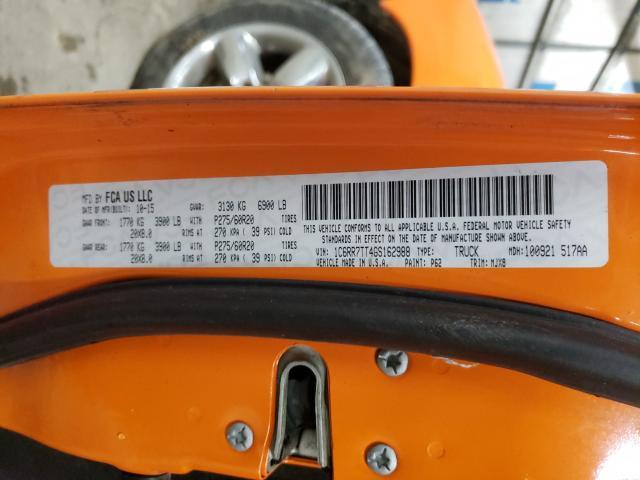 MFD BY FCA US LLC
DATE OF MFR(BUILT): 10-15 GVWR: 3130 KG 6900 LB
GAWR FRONT: 1770 KG 3900 LB WITH P275/60R20 TIRES
20X8.0 RIMS AT 270 KPA ( 39 PSI) COLD
GAWR REAR: 1770 KG 3900 LB WITH P275/60R20 TIRES
20X8.0 RIMS AT 270 KPA ( 39 PSI) COLD
THIS VEHICLE CONFORMS TO ALL APPLICABLE U.S.A. FEDERAL MOTOR VEHICLE SAFETY
STANDARDS IN EFFECT ON THE DATE OF MANUFACTURE SHOWN ABOVE.
VIN: 1C6RR7TT4GS162988 TYPE: TRUCK MDH: 100921 517AA
VEHICLE MADE IN U.S.A. PAINT: P62 TRIM: MJX8